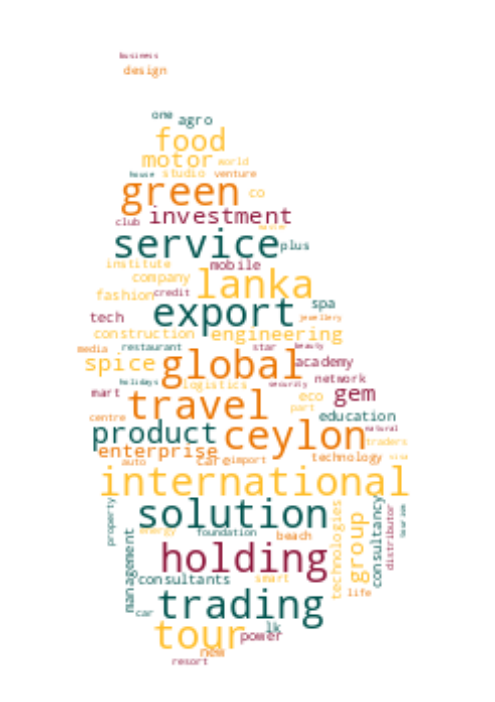 business
design
one agro
food
motor world
house studio venture
green co
investment
club winter
service plus
institute mobile
company lanka
fashion credit spa
export jewellery
tech
construction engineering
media restaurant star beauty
spice global academy
holidays logistics security network
mart travel eco gem
part
centre education
product ceylon natural
traders
enterprise technology visa
auto care import
international
property solution technologies group consultancy distributor tourism
management energy foundation beach
holding
consultants smart
life
car trading
tour lk
power
new
resort